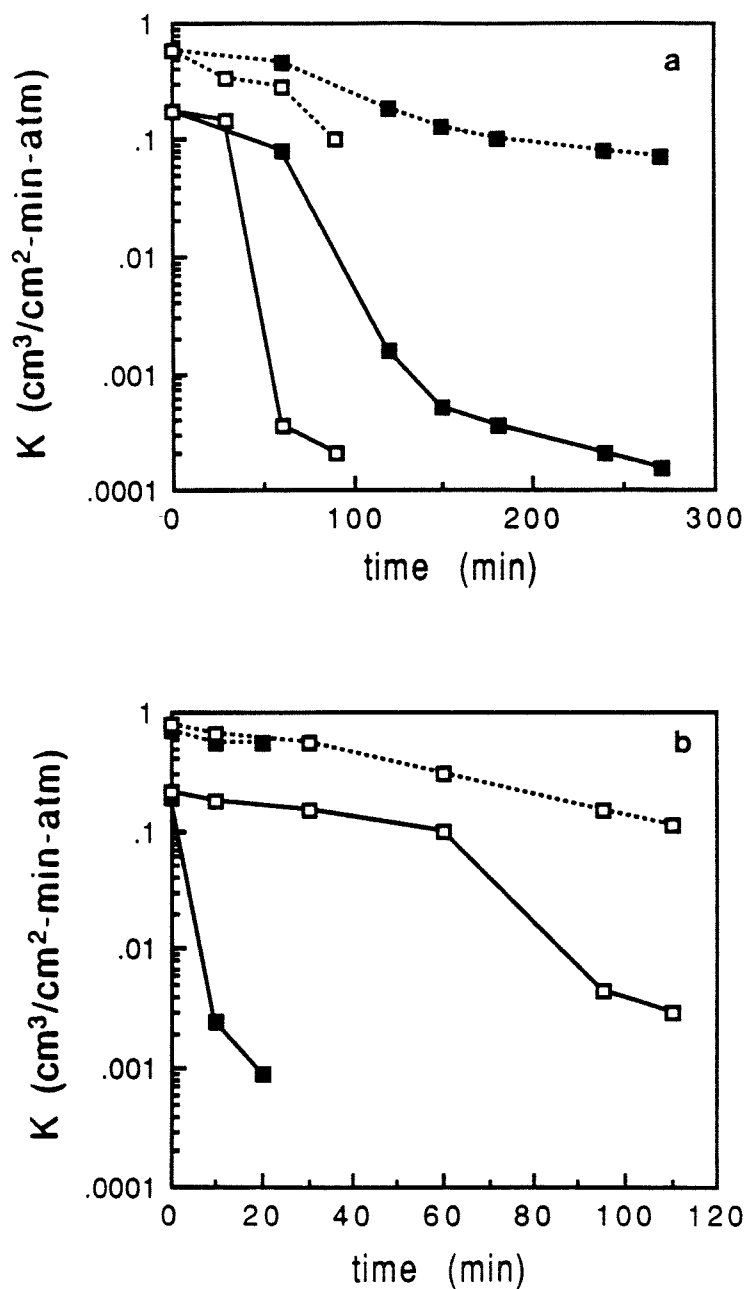 a
1
.1
.01
.001
.0001
K (cm³/cm²-min-atm)
0 100 200 300
time (min)
b
1
.1
.01
.001
.0001
K (cm³/cm²-min-atm)
0 20 40 60 80 100 120
time (min)